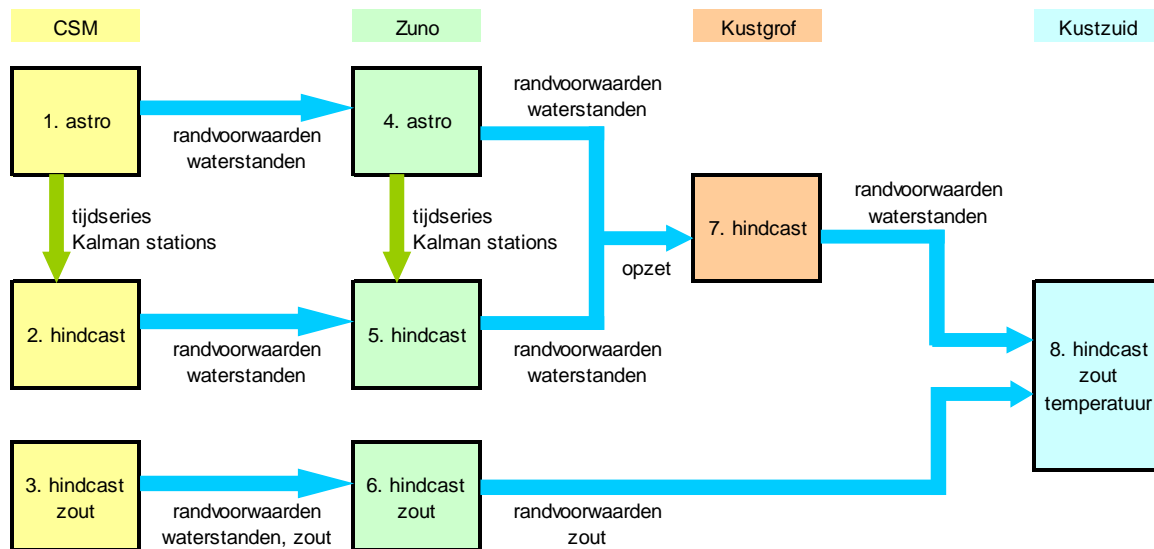 CSM
Zuno
Kustgrof
Kustzuid
1. astro
randvoorwaarden
waterstanden
4. astro
randvoorwaarden
waterstanden
tijdseries
Kalman stations
tijdseries
Kalman stations
7. hindcast
randvoorwaarden
waterstanden
opzet
2. hindcast
randvoorwaarden
waterstanden
5. hindcast
randvoorwaarden
waterstanden
8. hindcast
zout
temperatuur
3. hindcast
zout
randvoorwaarden
waterstanden, zout
6. hindcast
zout
randvoorwaarden
zout